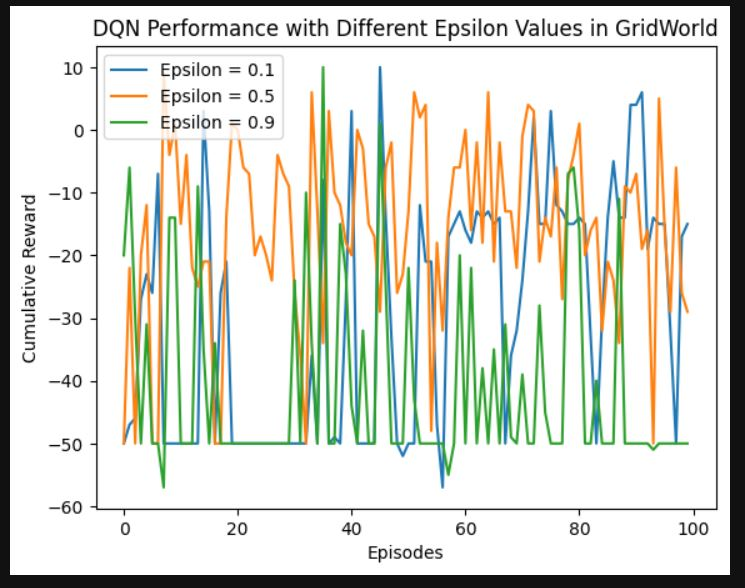 DQN Performance with Different Epsilon Values in GridWorld
Epsilon = 0.1
Epsilon = 0.5
Epsilon = 0.9
10
0
−10
−20
−30
−40
−50
−60
Cumulative Reward
0 20 40 60 80 100
Episodes